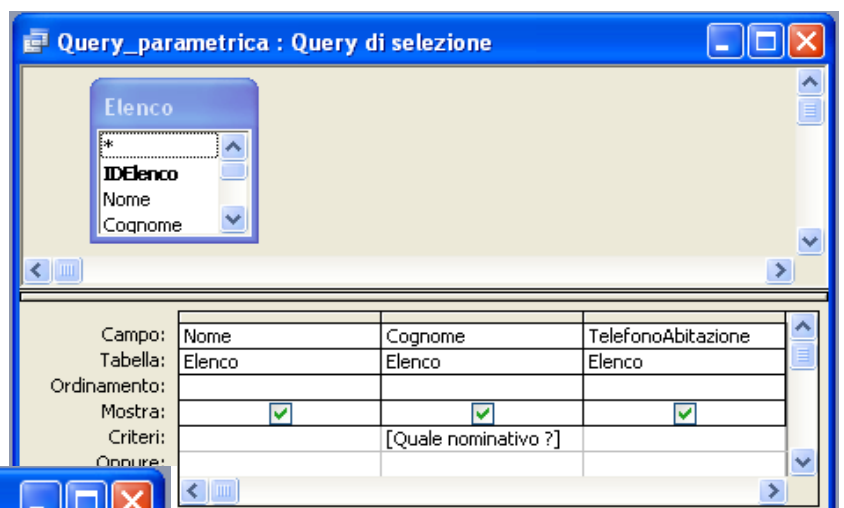 Query_parametrica : Query di selezione
Elenco
*
IDElenco
Nome
Cognome
Campo: Nome Cognome TelefonoAbitazione
Tabella: Elenco Elenco Elenco
Ordinamento:
Mostra:
Criteri: [Quale nominativo ?]
Oppure: